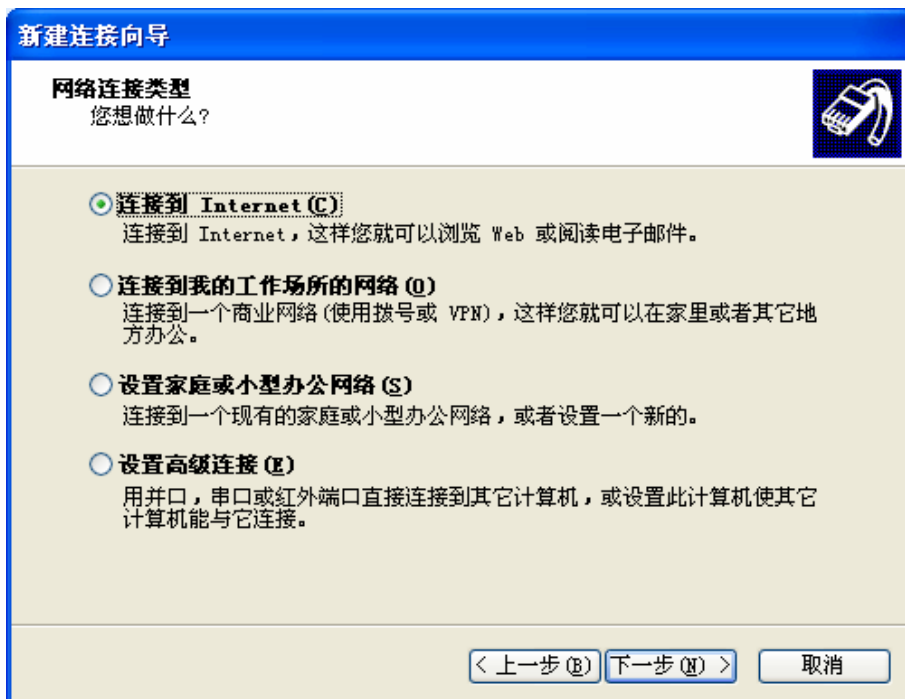 新建连接向导
网络连接类型
您想做什么?
连接到 Internet(C)
连接到 Internet，这样您就可以浏览 Web 或阅读电子邮件。
连接到我的工作场所的网络(O)
连接到一个商业网络(使用拨号或 VPN)，这样您就可以在家里或者其它地
方办公。
设置家庭或小型办公网络(S)
连接到一个现有的家庭或小型办公网络，或者设置一个新的。
设置高级连接(E)
用并口，串口或红外端口直接连接到其它计算机，或设置此计算机使其它
计算机能与它连接。
< 上一步(B) 下一步(N) > 取消